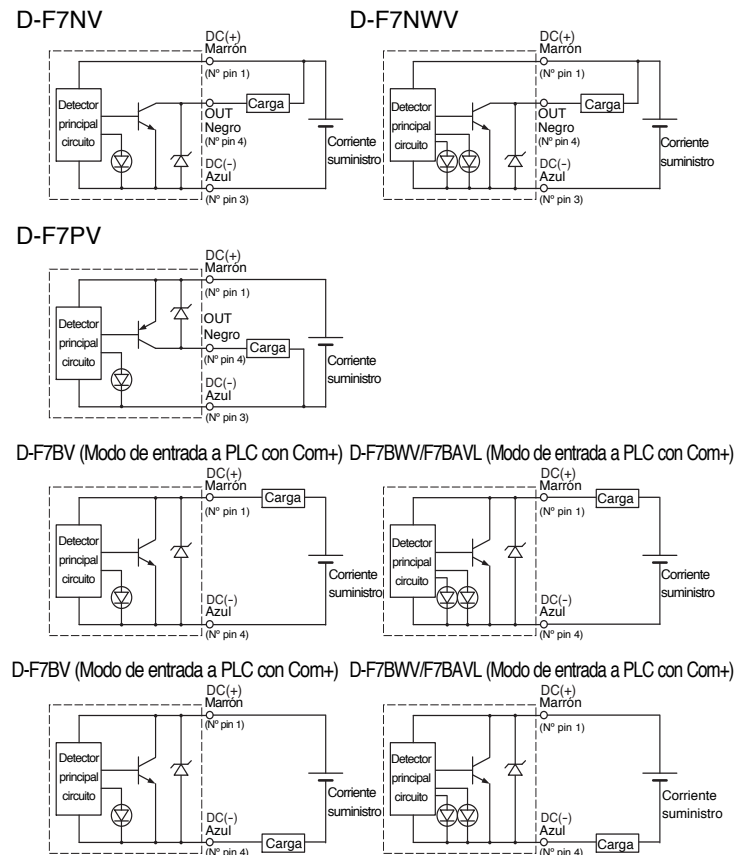 D-F7NV
DC(+)
Marrón
(Nº pin 1)
Detector
principal
circuito
Carga
OUT
Negro
(Nº pin 4)
Corriente
suministro
DC(-)
Azul
(Nº pin 3)
D-F7NWV
DC(+)
Marrón
(Nº pin 1)
Detector
principal
circuito
Carga
OUT
Negro
(Nº pin 4)
Corriente
suministro
DC(-)
Azul
(Nº pin 3)
D-F7PV
DC(+)
Marrón
(Nº pin 1)
Detector
principal
circuito
OUT
Negro
(Nº pin 4)
Carga
Corriente
suministro
DC(-)
Azul
(Nº pin 3)
D-F7BV (Modo de entrada a PLC con Com+)
DC(+)
Marrón
(Nº pin 1)
Carga
Detector
principal
circuito
Corriente
suministro
DC(-)
Azul
(Nº pin 4)
D-F7BWV/F7BAVL (Modo de entrada a PLC con Com+)
DC(+)
Marrón
(Nº pin 1)
Carga
Detector
principal
circuito
Corriente
suministro
DC(-)
Azul
(Nº pin 4)
D-F7BV (Modo de entrada a PLC con Com+)
DC(+)
Marrón
(Nº pin 1)
Detector
principal
circuito
Corriente
suministro
DC(-)
Azul
(Nº pin 4)
Carga
D-F7BWV/F7BAVL (Modo de entrada a PLC con Com+)
DC(+)
Marrón
(Nº pin 1)
Detector
principal
circuito
Corriente
suministro
DC(-)
Azul
(Nº pin 4)
Carga